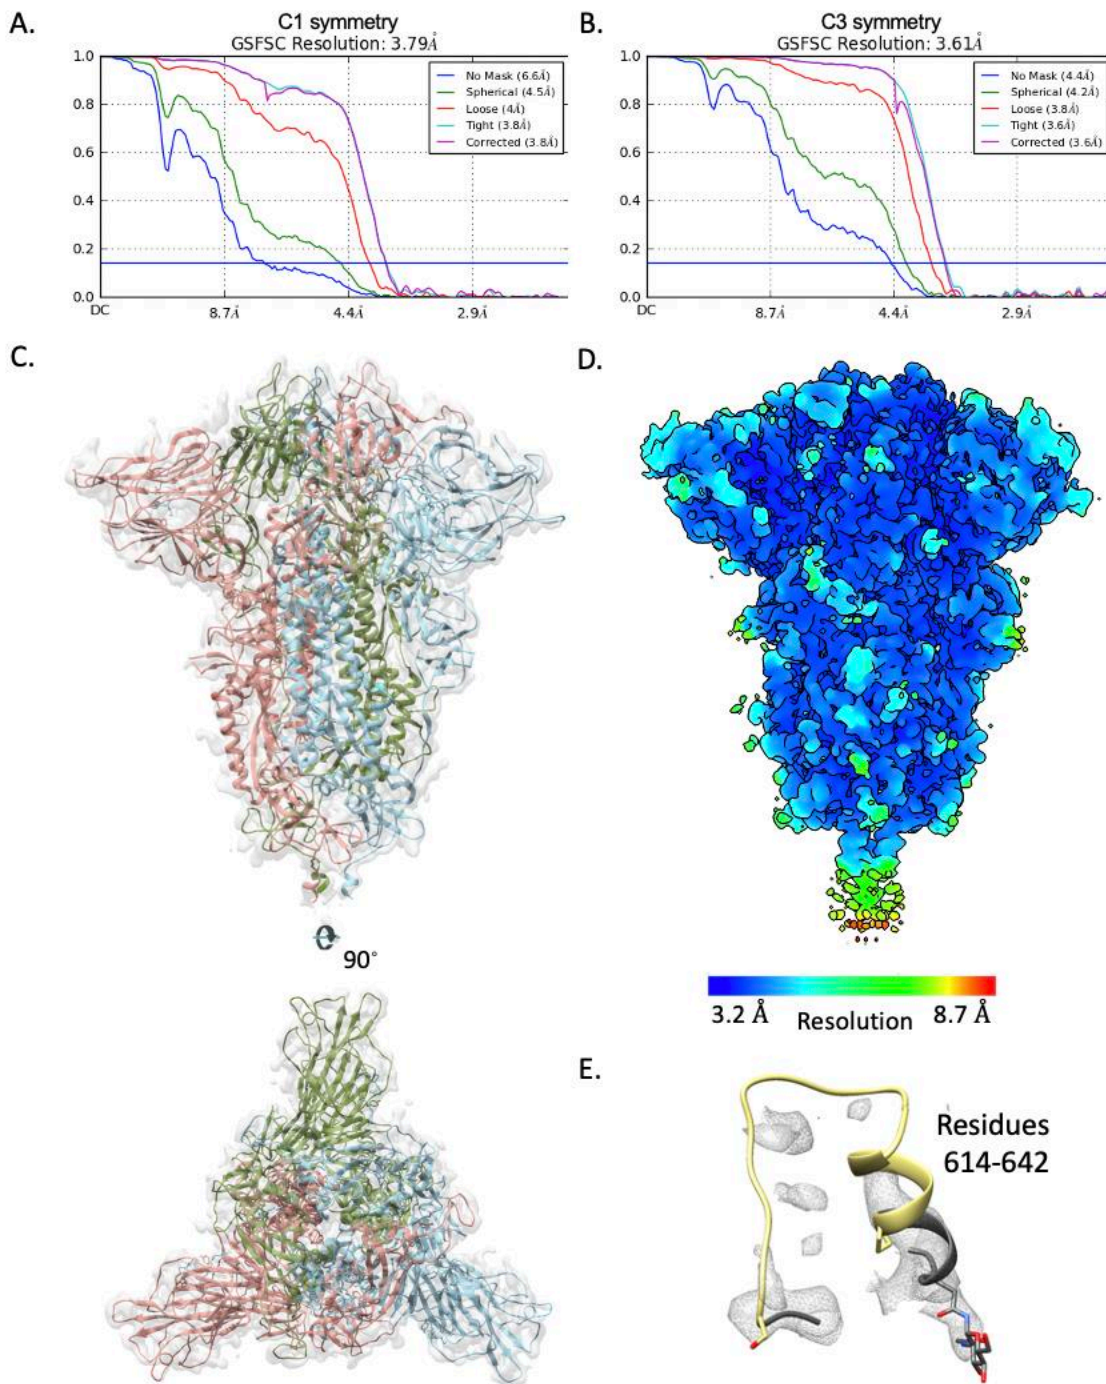 A.
C1 symmetry
GSFSC Resolution: 3.79Å
1.0
0.8
0.6
0.4
0.2
0.0
No Mask (6.6Å)
Spherical (4.5Å)
Loose (4Å)
Tight (3.8Å)
Corrected (3.8Å)
DC
8.7Å
4.4Å
2.9Å
B.
C3 symmetry
GSFSC Resolution: 3.61Å
1.0
0.8
0.6
0.4
0.2
0.0
No Mask (4.4Å)
Spherical (4.2Å)
Loose (3.8Å)
Tight (3.6Å)
Corrected (3.6Å)
DC
8.7Å
4.4Å
2.9Å
C.
90°
D.
3.2 Å
Resolution
8.7 Å
E.
Residues
614-642